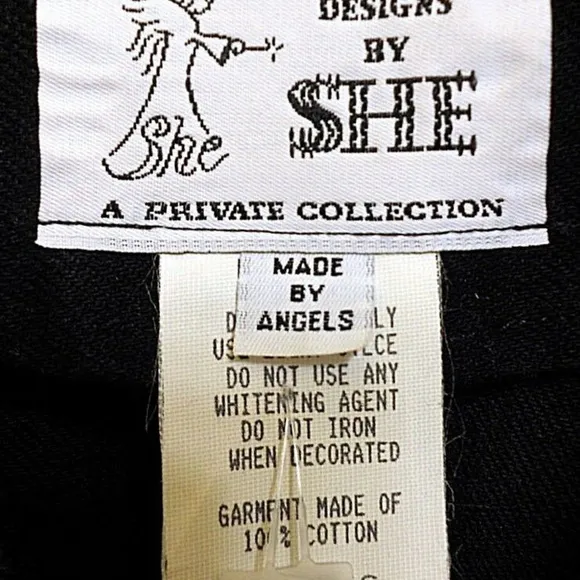 DESIGNS
BY
SHE
She
A PRIVATE COLLECTION
MADE
BY
ANGELS
DO NOT USE ANY
WHITENING AGENT
DO NOT IRON
WHEN DECORATED
GARMENT MADE OF
100% COTTON